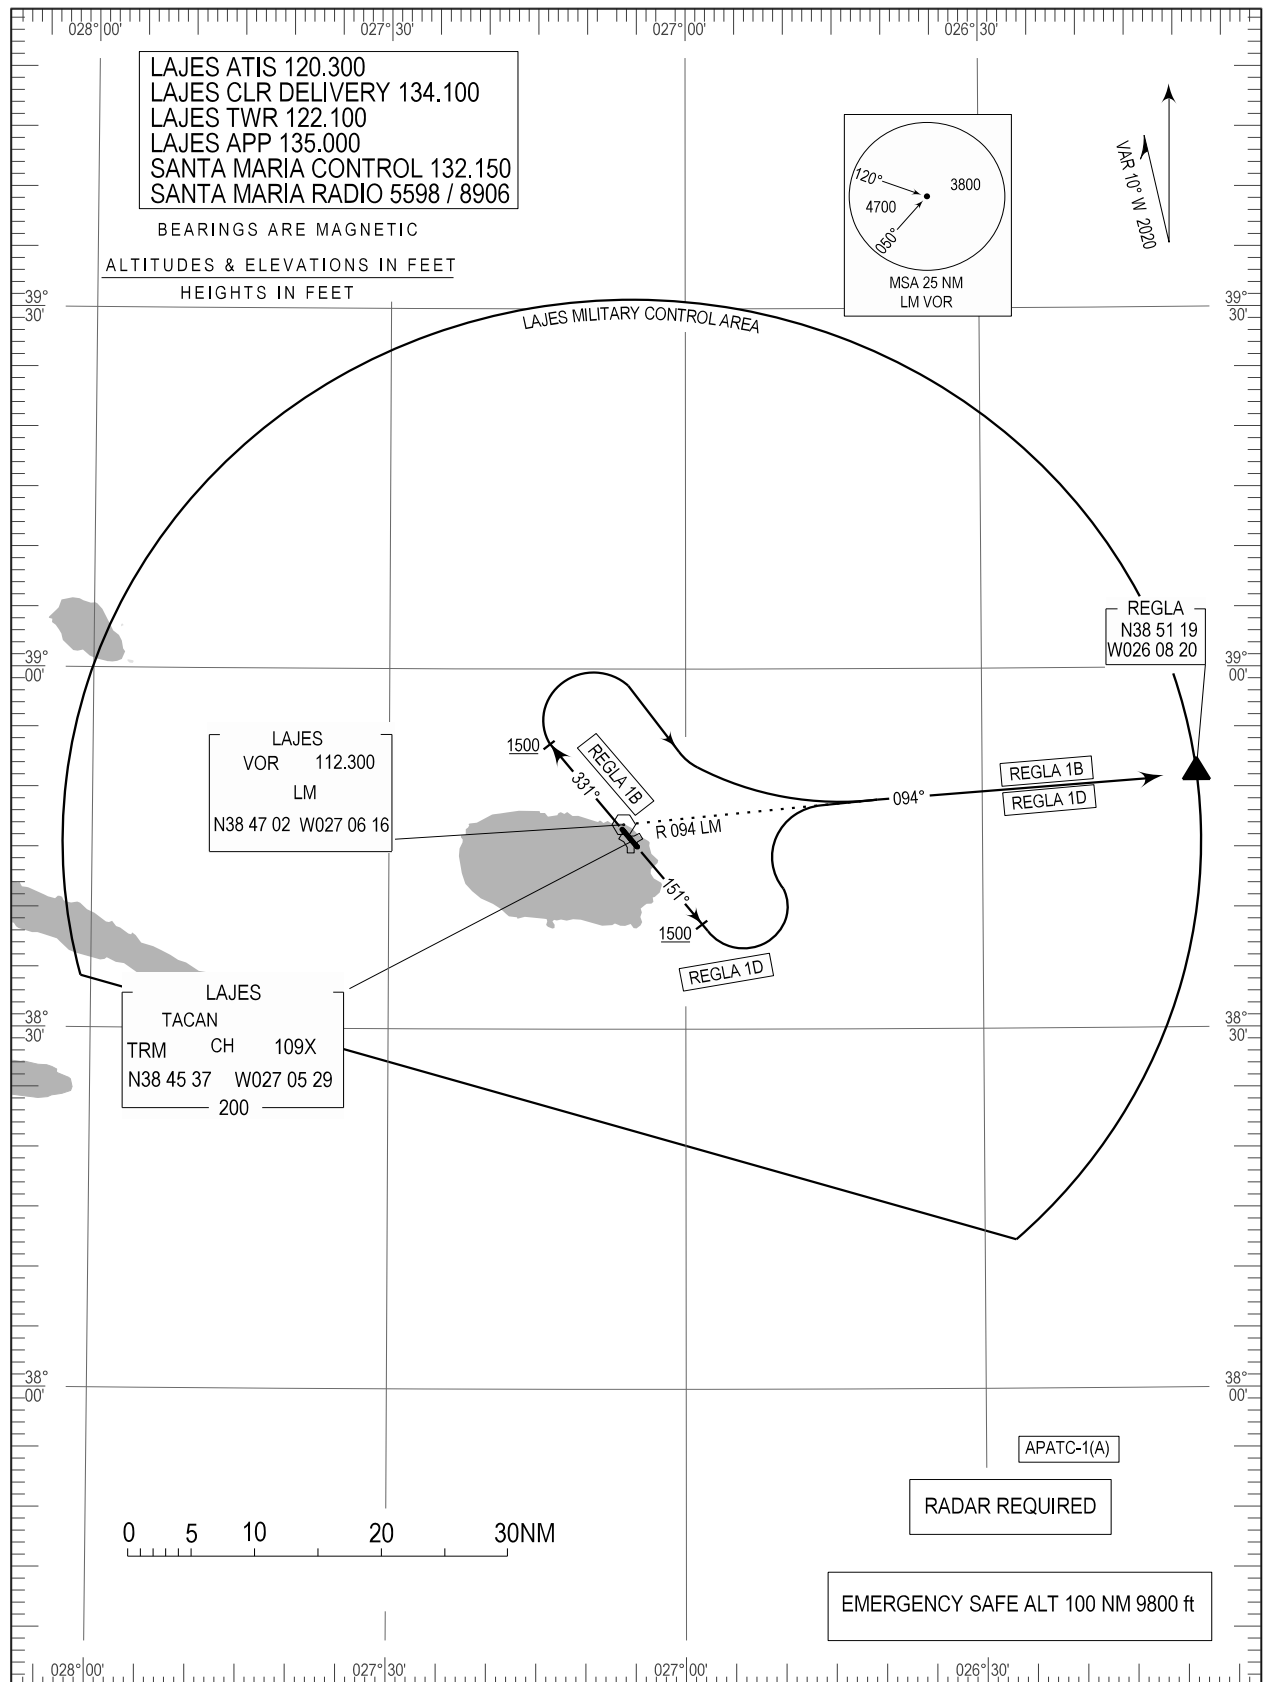 028° 00'
027° 30'
027° 00'
026° 30'
LAJES ATIS 120.300
LAJES CLR DELIVERY 134.100
LAJES TWR 122.100
LAJES APP 135.000
SANTA MARIA CONTROL 132.150
SANTA MARIA RADIO 5598 / 8906
BEARINGS ARE MAGNETIC
ALTITUDES & ELEVATIONS IN FEET
HEIGHTS IN FEET
120°
3800
4700
050°
MSA 25 NM
LM VOR
VAR 10° W 2020
39°
30'
39°
30'
LAJES MILITARY CONTROL AREA
REGLA
N38 51 19
W026 08 20
39°
00'
39°
00'
LAJES
VOR 112.300
LM
N38 47 02 W027 06 16
1500
REGLA 1B
331°
REGLA 1B
094°
REGLA 1D
R 094 LM
151°
1500
REGLA 1D
LAJES
TACAN
TRM CH 109X
N38 45 37 W027 05 29
200
38°
30'
38°
30'
38°
00'
38°
00'
APATC-1(A)
RADAR REQUIRED
0 5 10 20 30NM
EMERGENCY SAFE ALT 100 NM 9800 ft
028° 00'
027° 30'
027° 00'
026° 30'